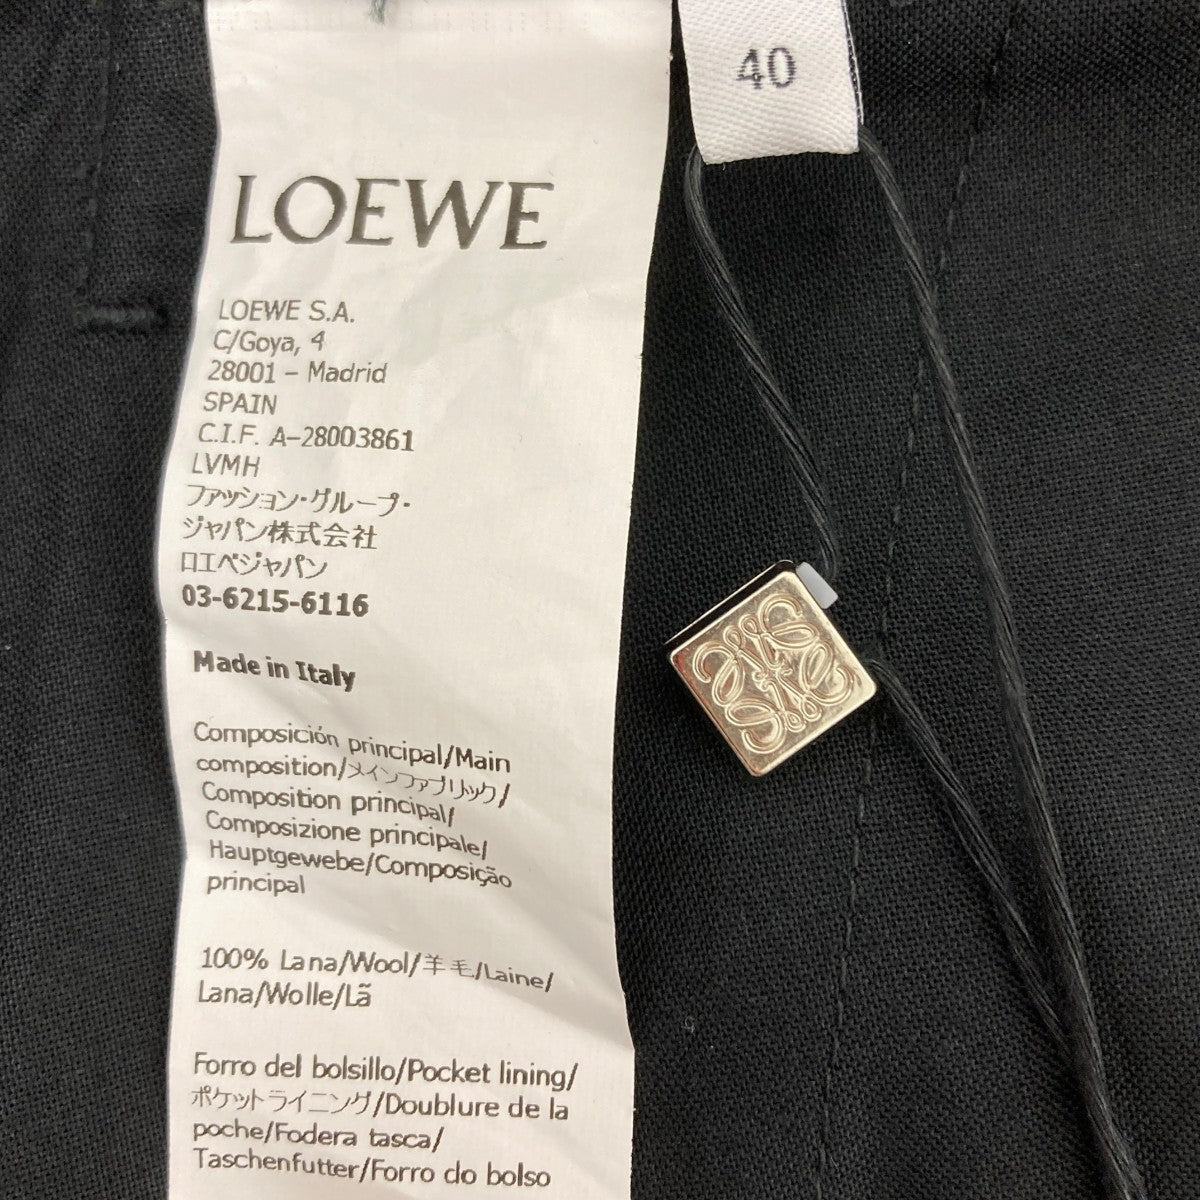 40
LOEWE
LOEWE S.A.
C/Goya, 4
28001 – Madrid
SPAIN
C.I.F. A-28003861
LVMH
ファッション・グループ・
ジャパン株式会社
ロエベジャパン
03-6215-6116
Made in Italy
Composición principal/Main
composition/メインファブリック/
Composition principal/
Composizione principale/
Hauptgewebe/Composição
principal
100% Lana/Wool/羊毛/Laine/
Lana/Wolle/Lã
Forro del bolsillo/Pocket lining/
ポケットライニング/Doublure de la
poche/Fodera tasca/
Taschenfutter/Forro do bolso